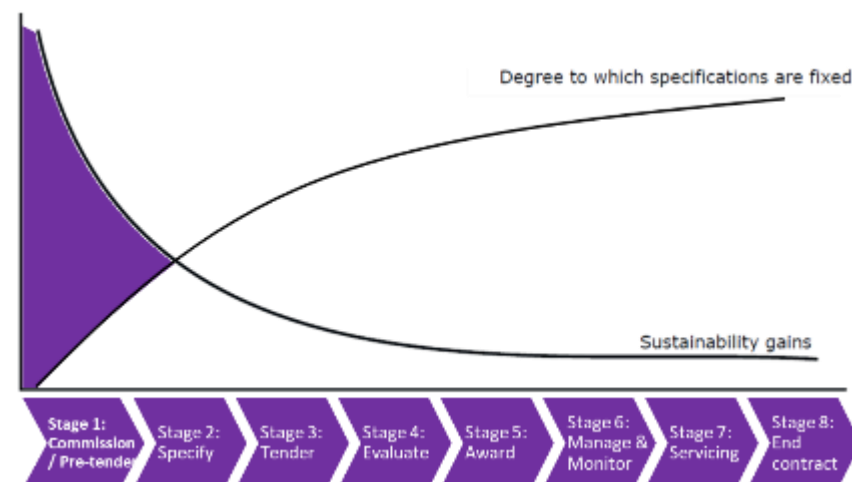 Degree to which specifications are fixed
Sustainability gains
Stage 1:
Commission
/ Pre-tender
Stage 2:
Specify
Stage 3:
Tender
Stage 4:
Evaluate
Stage 5:
Award
Stage 6:
Manage &
Monitor
Stage 7:
Servicing
Stage 8:
End
contract